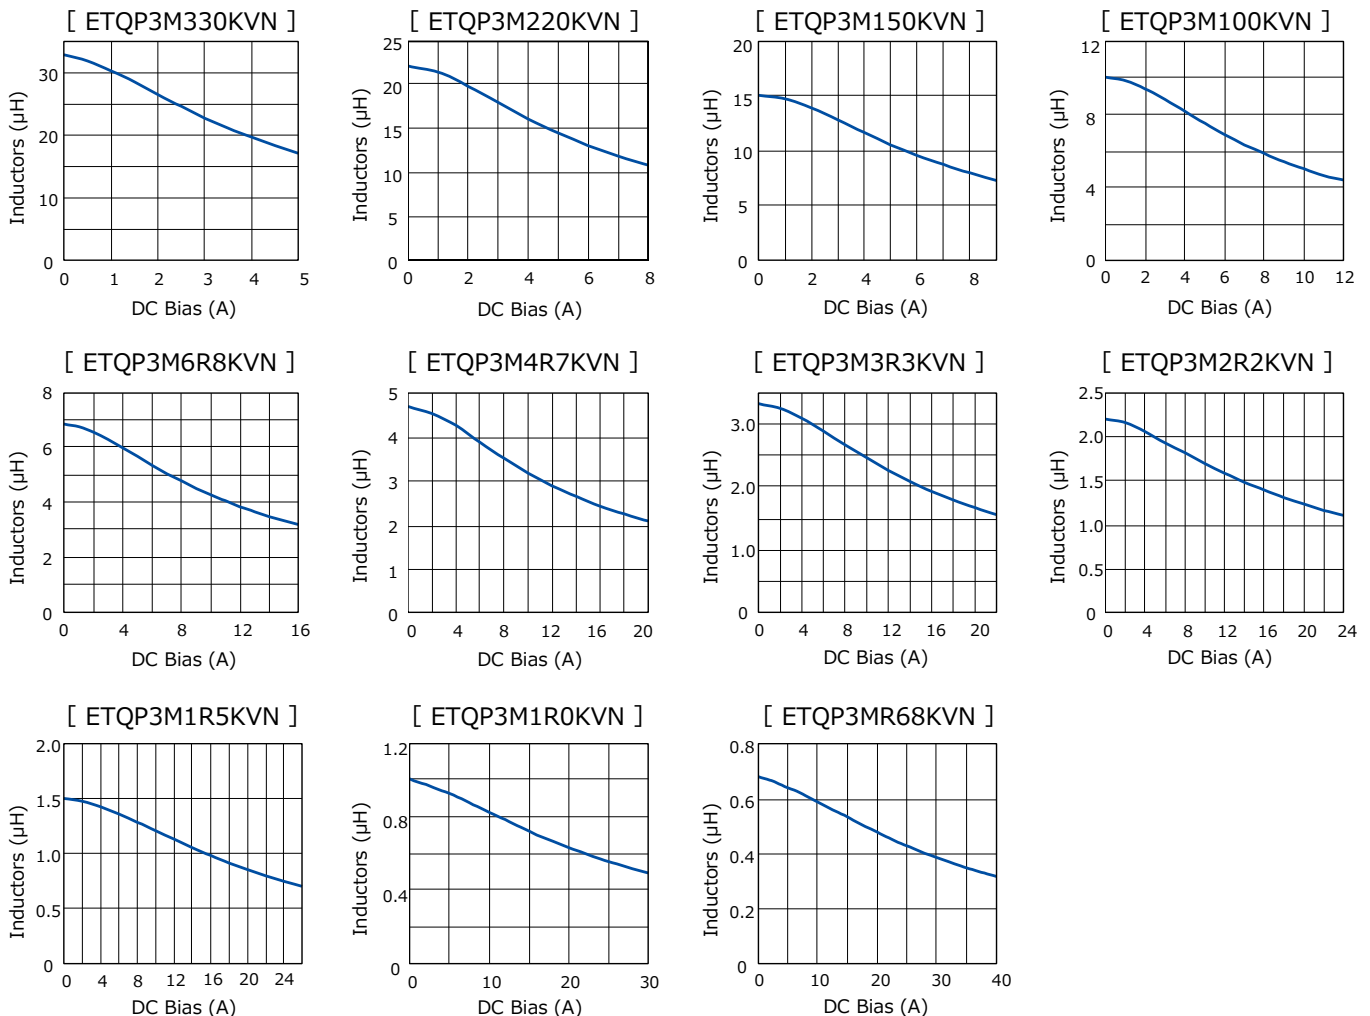 [ ETQP3M330KVN ]
Inductors (µH)
30
20
10
0
0 1 2 3 4 5
DC Bias (A)
[ ETQP3M220KVN ]
Inductors (µH)
25
20
15
10
5
0
0 2 4 6 8
DC Bias (A)
[ ETQP3M150KVN ]
Inductors (µH)
20
15
10
5
0
0 2 4 6 8
DC Bias (A)
[ ETQP3M100KVN ]
Inductors (µH)
12
8
4
0
0 2 4 6 8 10 12
DC Bias (A)
[ ETQP3M6R8KVN ]
Inductors (µH)
8
6
4
2
0
0 4 8 12 16
DC Bias (A)
[ ETQP3M4R7KVN ]
Inductors (µH)
5
4
3
2
1
0
0 4 8 12 16 20
DC Bias (A)
[ ETQP3M3R3KVN ]
Inductors (µH)
3.0
2.0
1.0
0
0 4 8 12 16 20
DC Bias (A)
[ ETQP3M2R2KVN ]
Inductors (µH)
2.5
2.0
1.5
1.0
0.5
0
0 4 8 12 16 20 24
DC Bias (A)
[ ETQP3M1R5KVN ]
Inductors (µH)
2.0
1.5
1.0
0.5
0
0 4 8 12 16 20 24
DC Bias (A)
[ ETQP3M1R0KVN ]
Inductors (µH)
1.2
0.8
0.4
0
0 10 20 30
DC Bias (A)
[ ETQP3MR68KVN ]
Inductors (µH)
0.8
0.6
0.4
0.2
0
0 10 20 30 40
DC Bias (A)